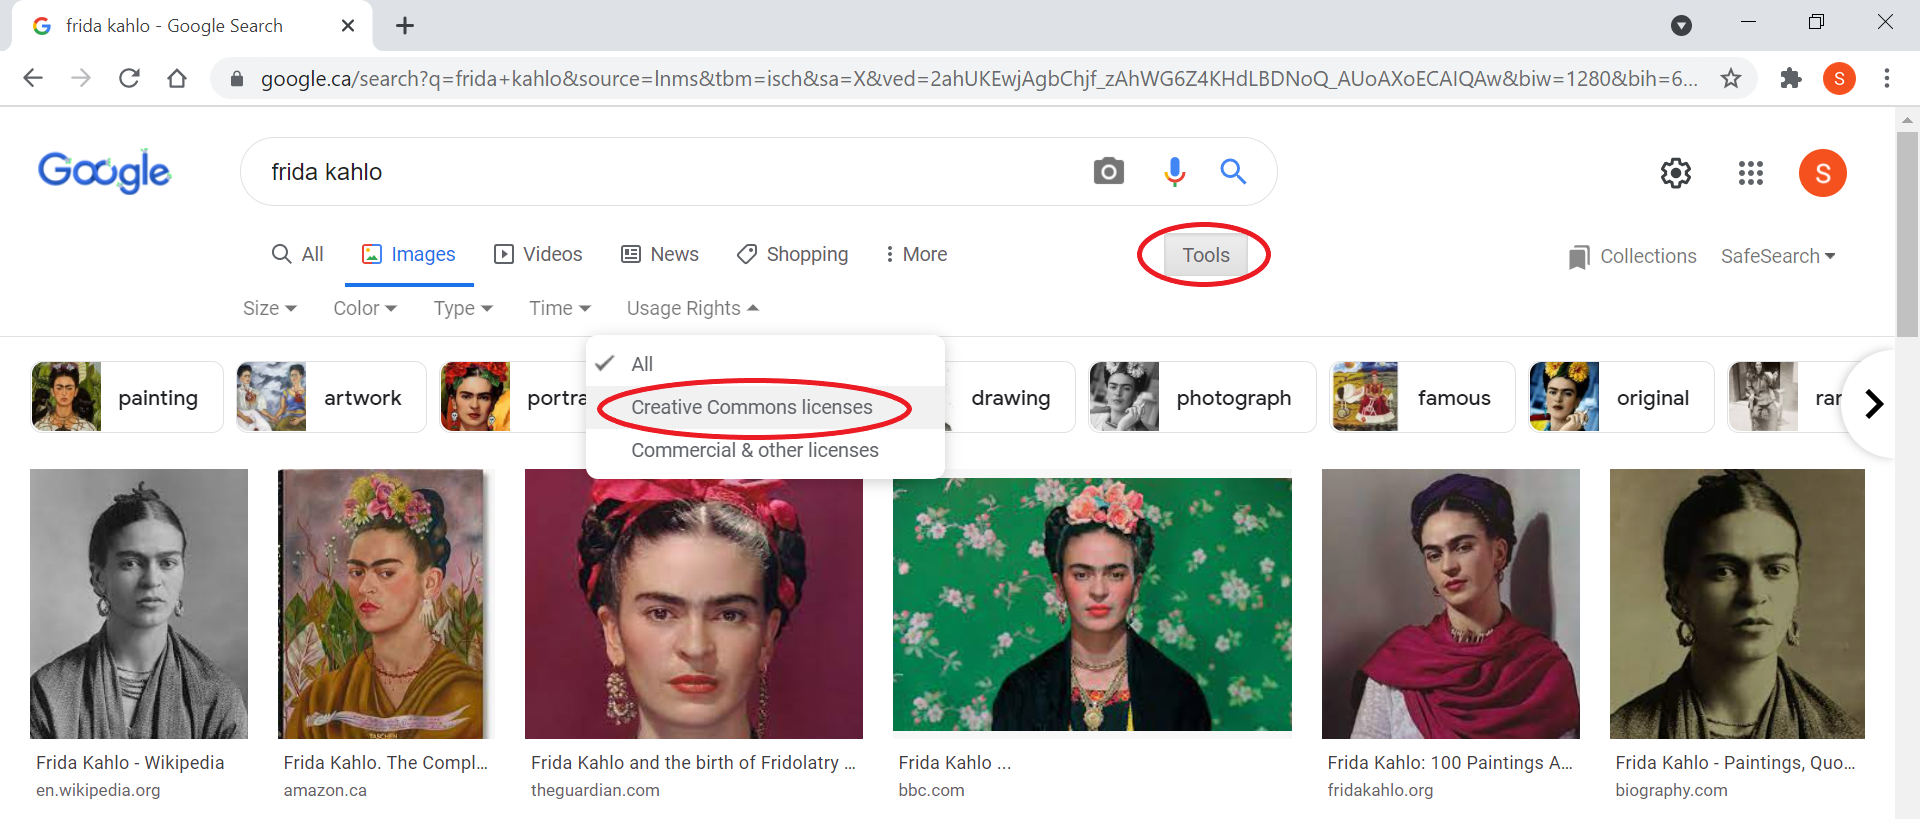 frida kahlo - Google Search
google.ca/search?q=frida+kahlo&source=lnms&tbm=isch&sa=X&ved=2ahUKEwjAgbChjf_zAhWG6Z4KHdLBDNoQ_AUoAXoECAIQAw&biw=1280&bih=6...
S
Google
frida kahlo
S
All
Images
Videos
News
Shopping
More
Tools
Collections
SafeSearch
Size
Color
Type
Time
Usage Rights
All
Creative Commons licenses
Commercial & other licenses
painting
artwork
portra
drawing
photograph
famous
original
rar
TASCHEN
Frida Kahlo - Wikipedia
en.wikipedia.org
Frida Kahlo. The Compl...
amazon.ca
Frida Kahlo and the birth of Fridolatry ...
theguardian.com
Frida Kahlo ...
bbc.com
Frida Kahlo: 100 Paintings A...
fridakahlo.org
Frida Kahlo - Paintings, Quo...
biography.com